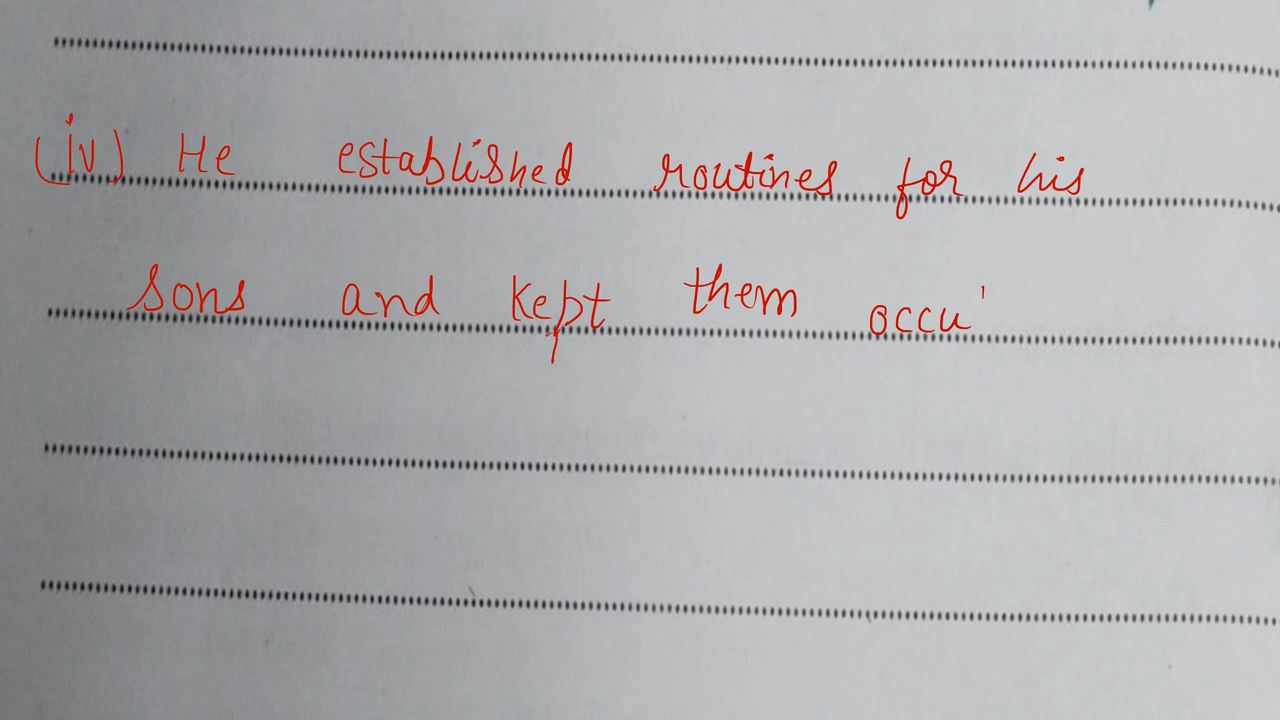 (iv) He established routines for his
sons and kept them occu'